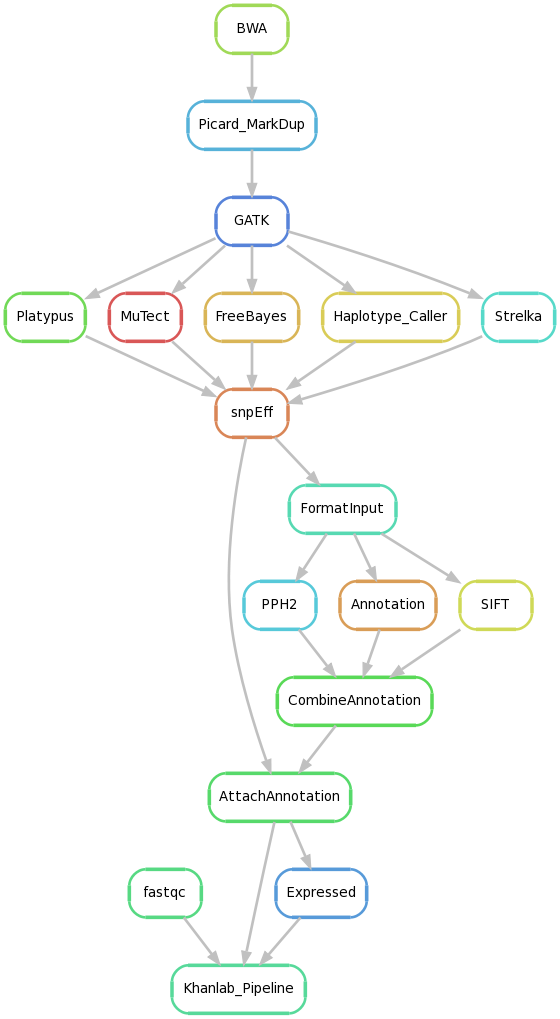 BWA
Picard_MarkDup
GATK
Platypus
MuTect
FreeBayes
Haplotype_Caller
Strelka
snpEff
FormatInput
PPH2
Annotation
SIFT
CombineAnnotation
AttachAnnotation
fastqc
Expressed
Khanlab_Pipeline